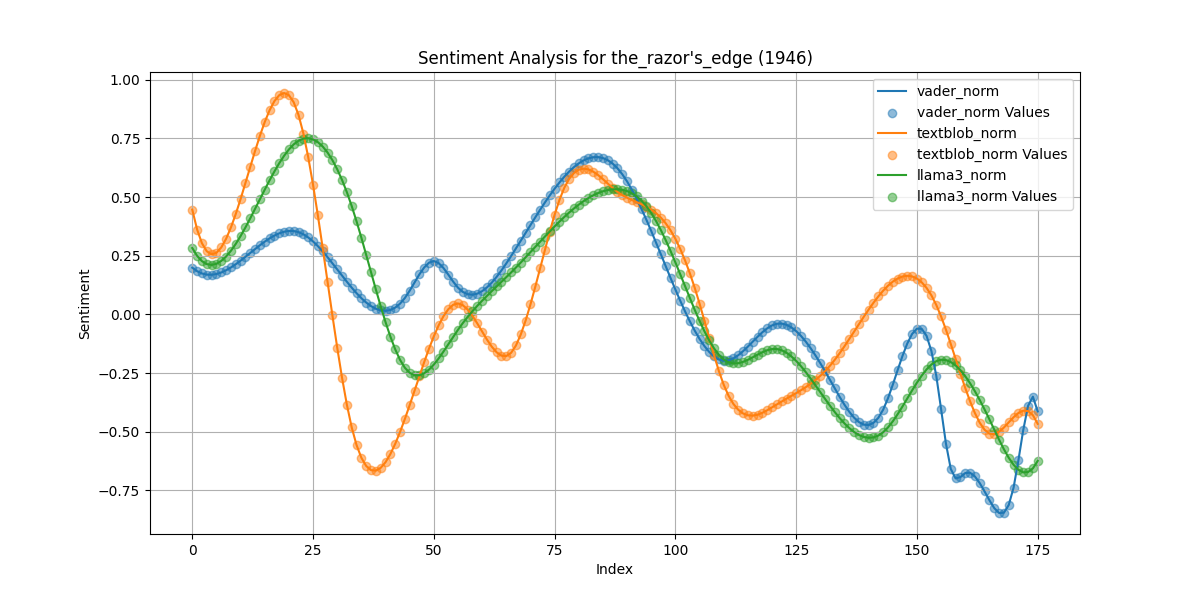 Sentiment Analysis for the_razor's_edge (1946)
vader_norm
vader_norm Values
textblob_norm
textblob_norm Values
llama3_norm
llama3_norm Values
Sentiment
1.00
0.75
0.50
0.25
0.00
−0.25
−0.50
−0.75
0 25 50 75 100 125 150 175
Index